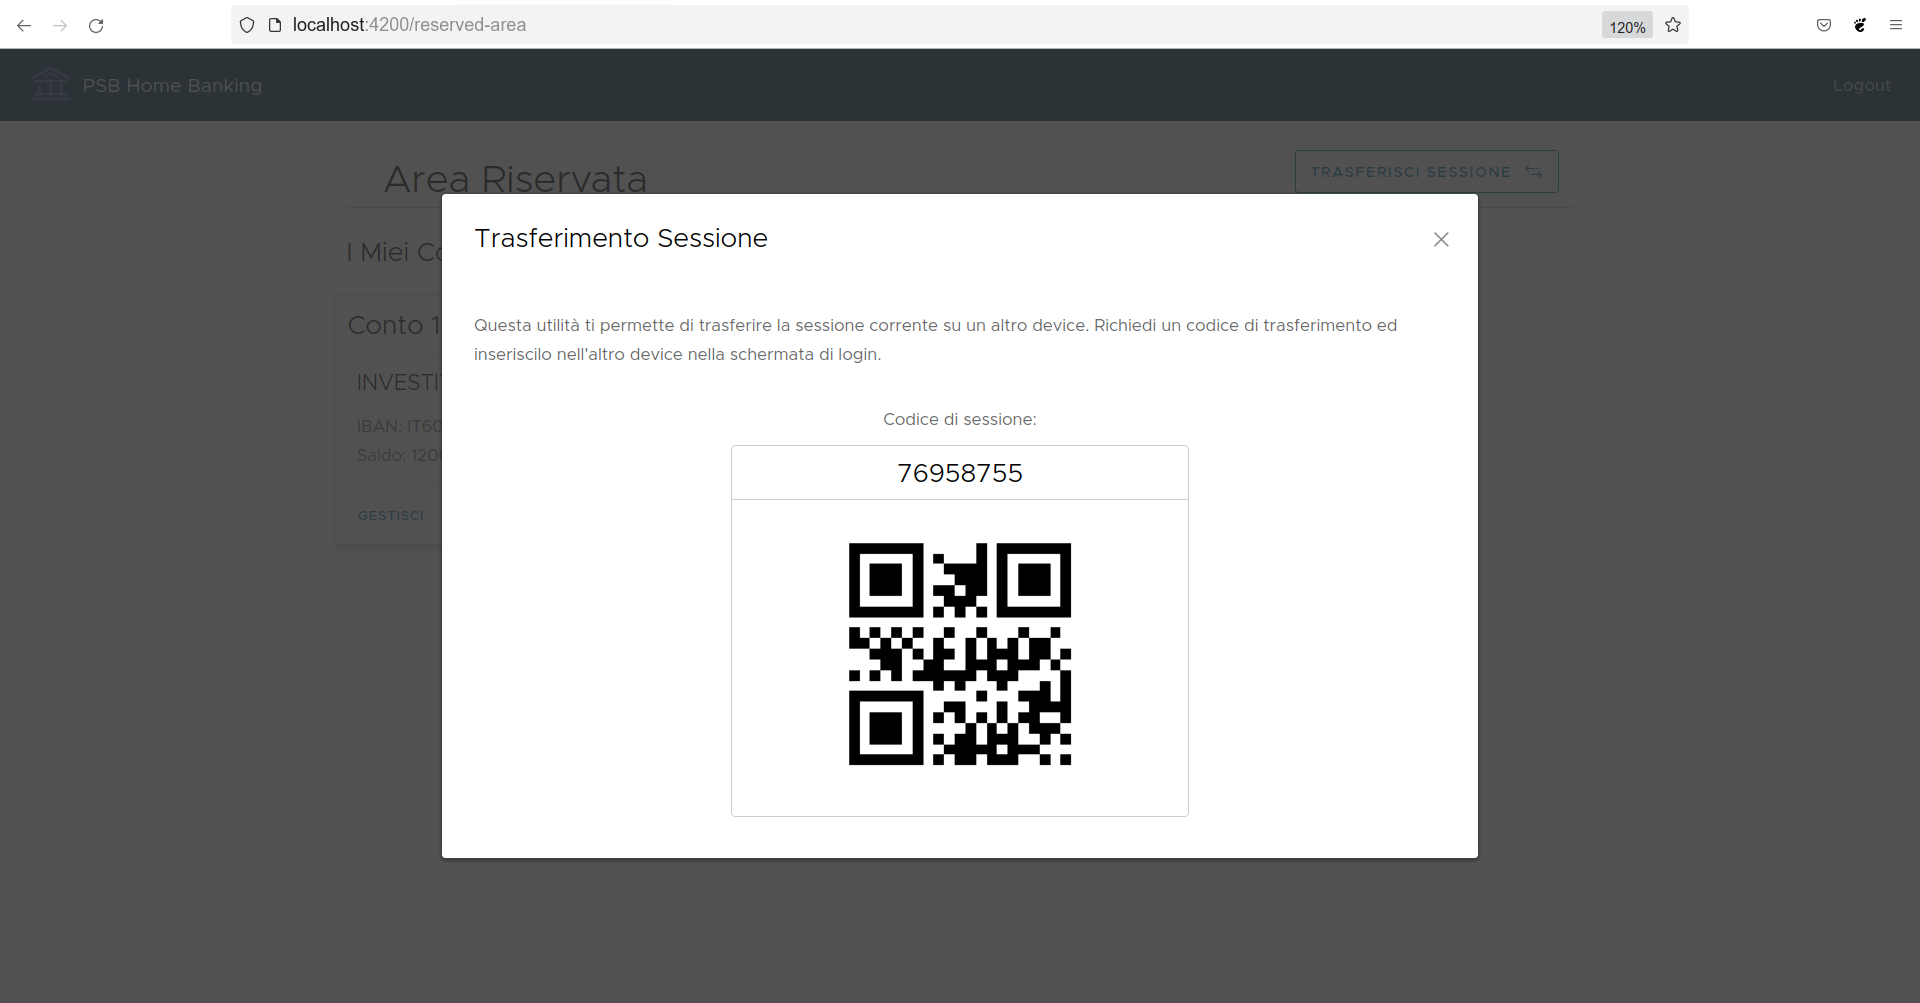 localhost:4200/reserved-area
120%
PSB Home Banking
Logout
Area Riservata
TRASFERISCI SESSIONE
Trasferimento Sessione
I Miei
Questa utilità ti permette di trasferire la sessione corrente su un altro device. Richiedi un codice di trasferimento ed
inseriscilo nell'altro device nella schermata di login.
Conto 1
IBAN: IT60
Saldo: 120
GESTISCI
Codice di sessione:
76958755